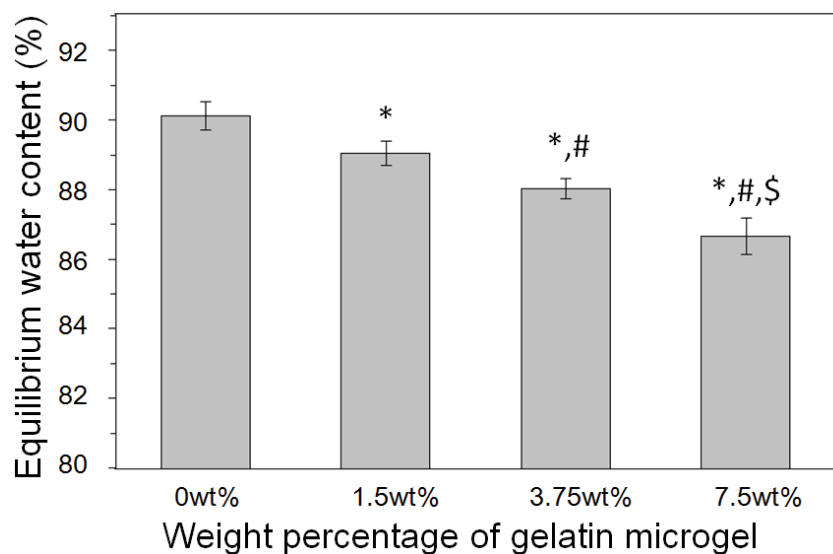 Equilibrium water content (%)
92
90
88
86
84
82
80
*
*,#
*,#,$
0wt%
1.5wt%
3.75wt%
7.5wt%
Weight percentage of gelatin microgel